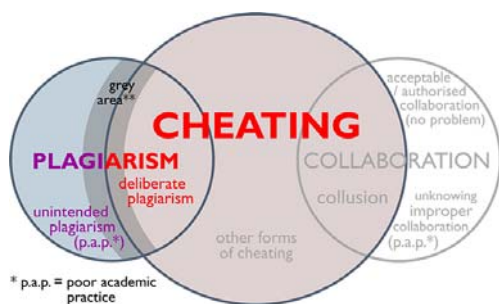 grey
area**
CHEATING
PLAGIARISM
deliberate
plagiarism
unintended
plagiarism
(p.a.p.*)
other forms
of cheating
acceptable
/ authorised
collaboration
(no problem)
COLLABORATION
collusion
unknowing
improper
collaboration
(p.a.p.*)
* p.a.p. = poor academic
practice